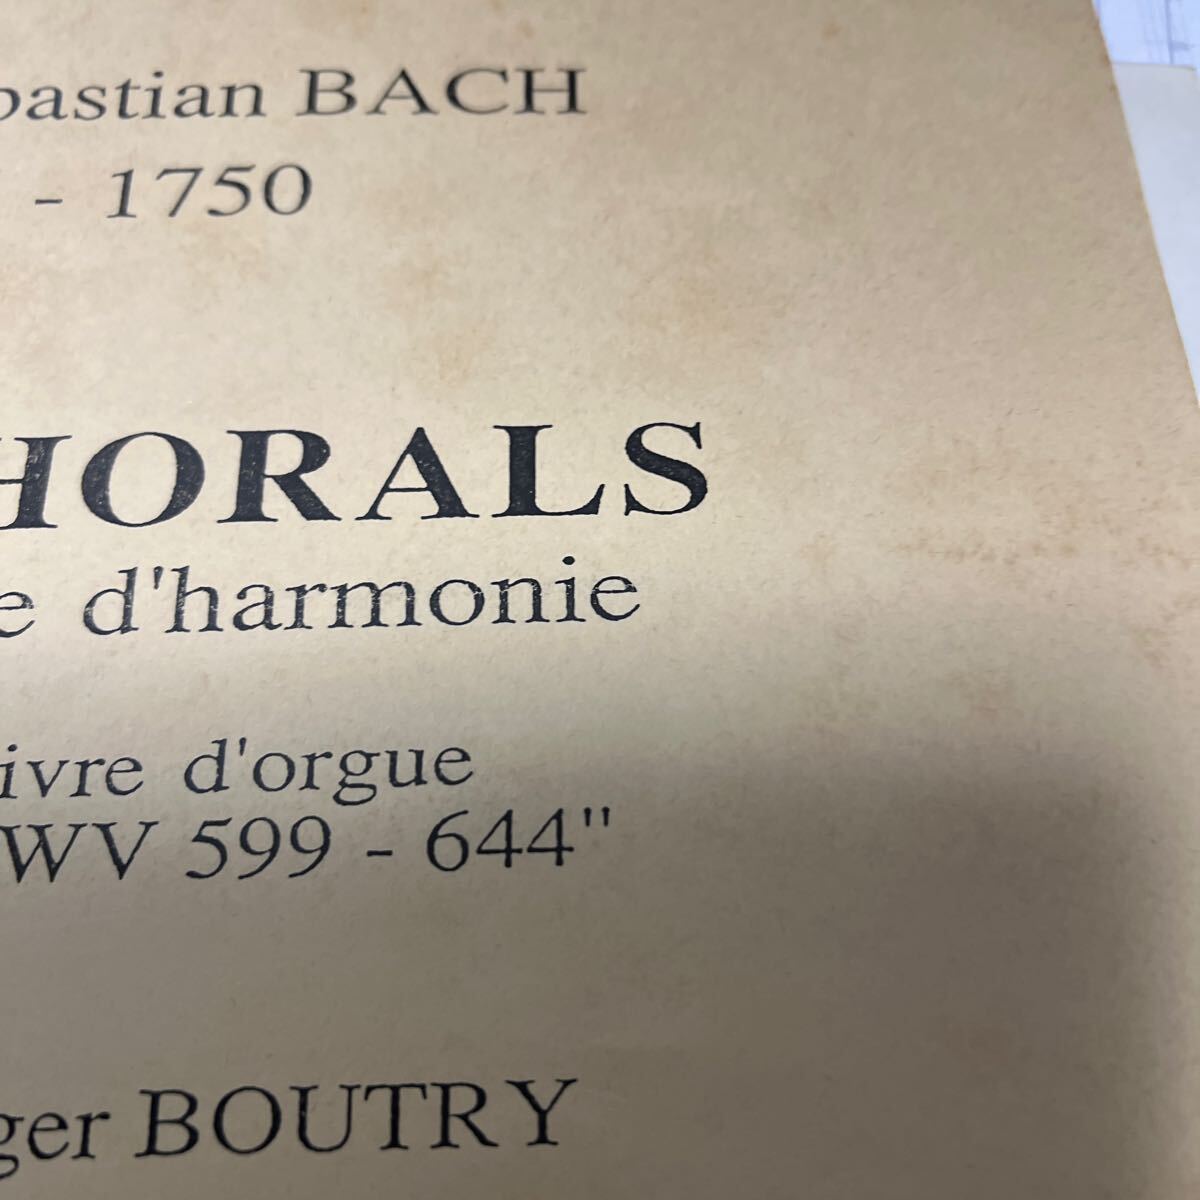 bastian BACH
- 1750
HORALS
e d'harmonie
ivre d'orgue
WV 599 - 644"
ger BOUTRY